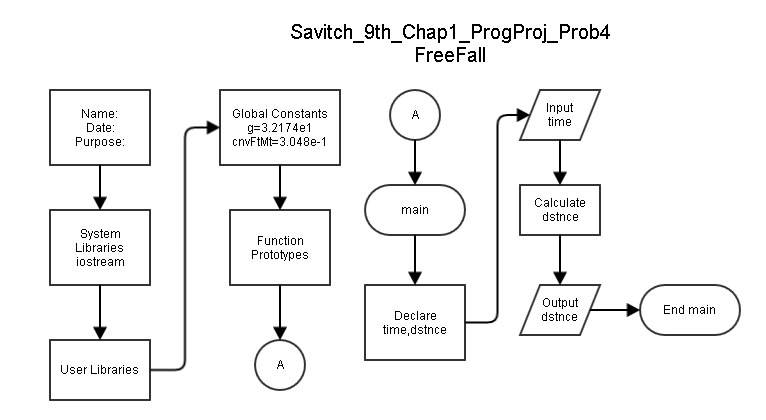 Savitch_9th_Chap1_ProgProj_Prob4
FreeFall
Name:
Date:
Purpose:
System
Libraries
iostream
User Libraries
Global Constants
g=3.2174e1
cnvFtMt=3.048e-1
Function
Prototypes
A
A
main
Declare
time,dstnce
Input
time
Calculate
dstnce
Output
dstnce
End main